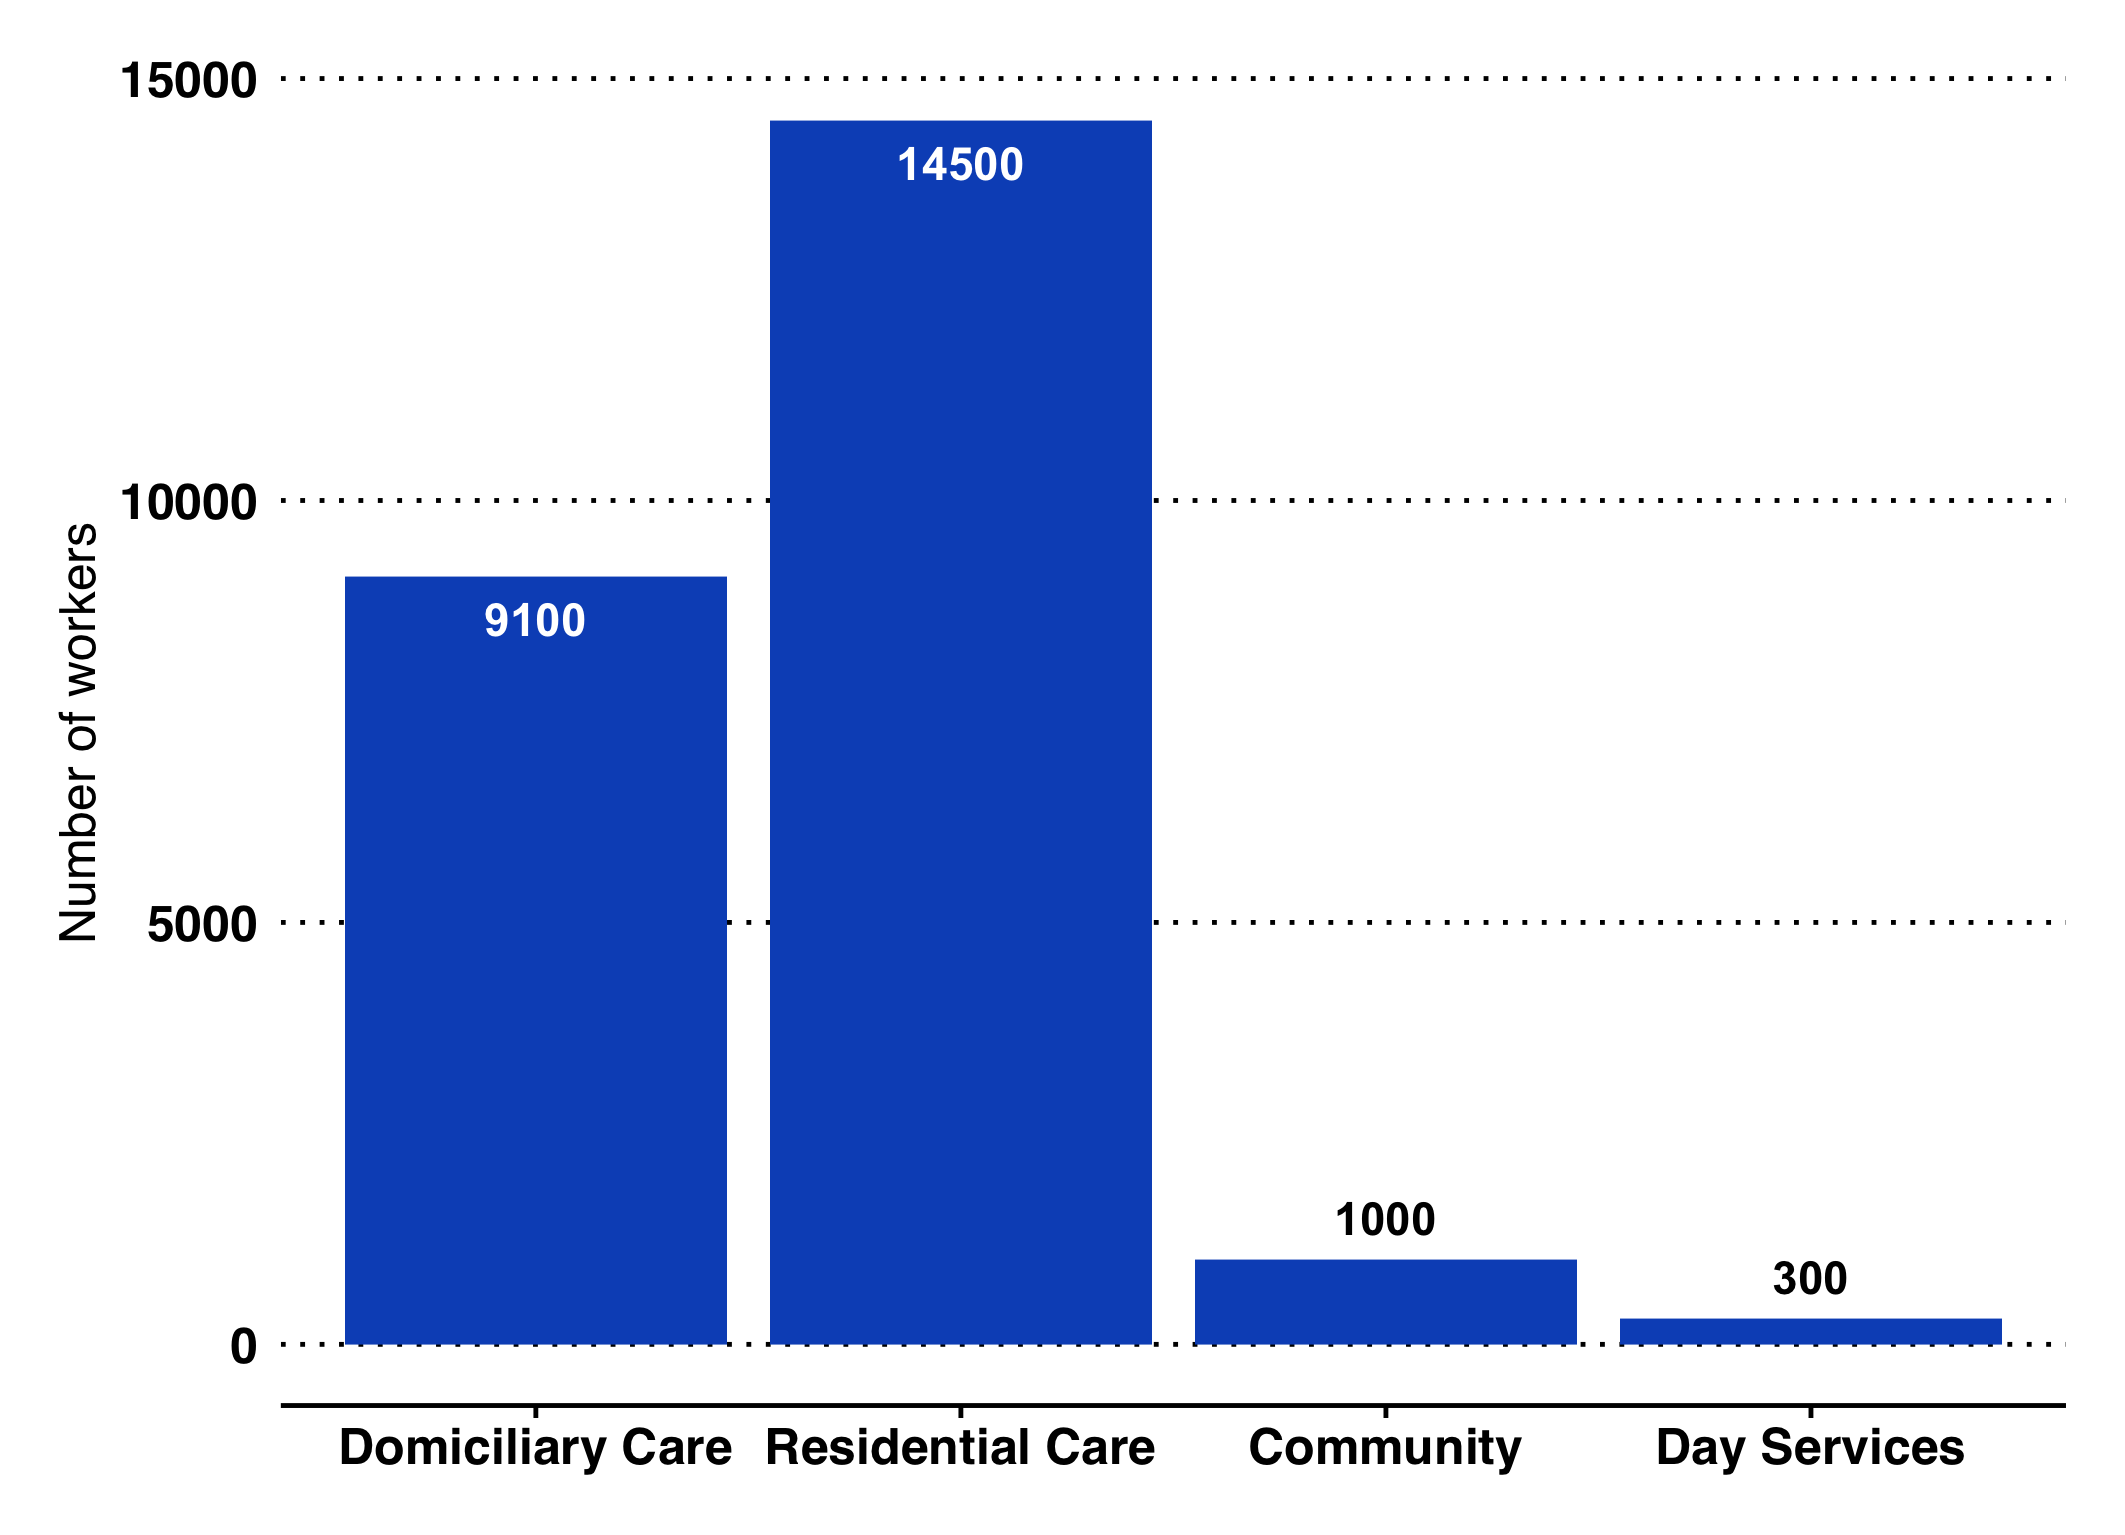 Number of workers
15000
10000
5000
0
9100
14500
1000
300
Domiciliary Care
Residential Care
Community
Day Services